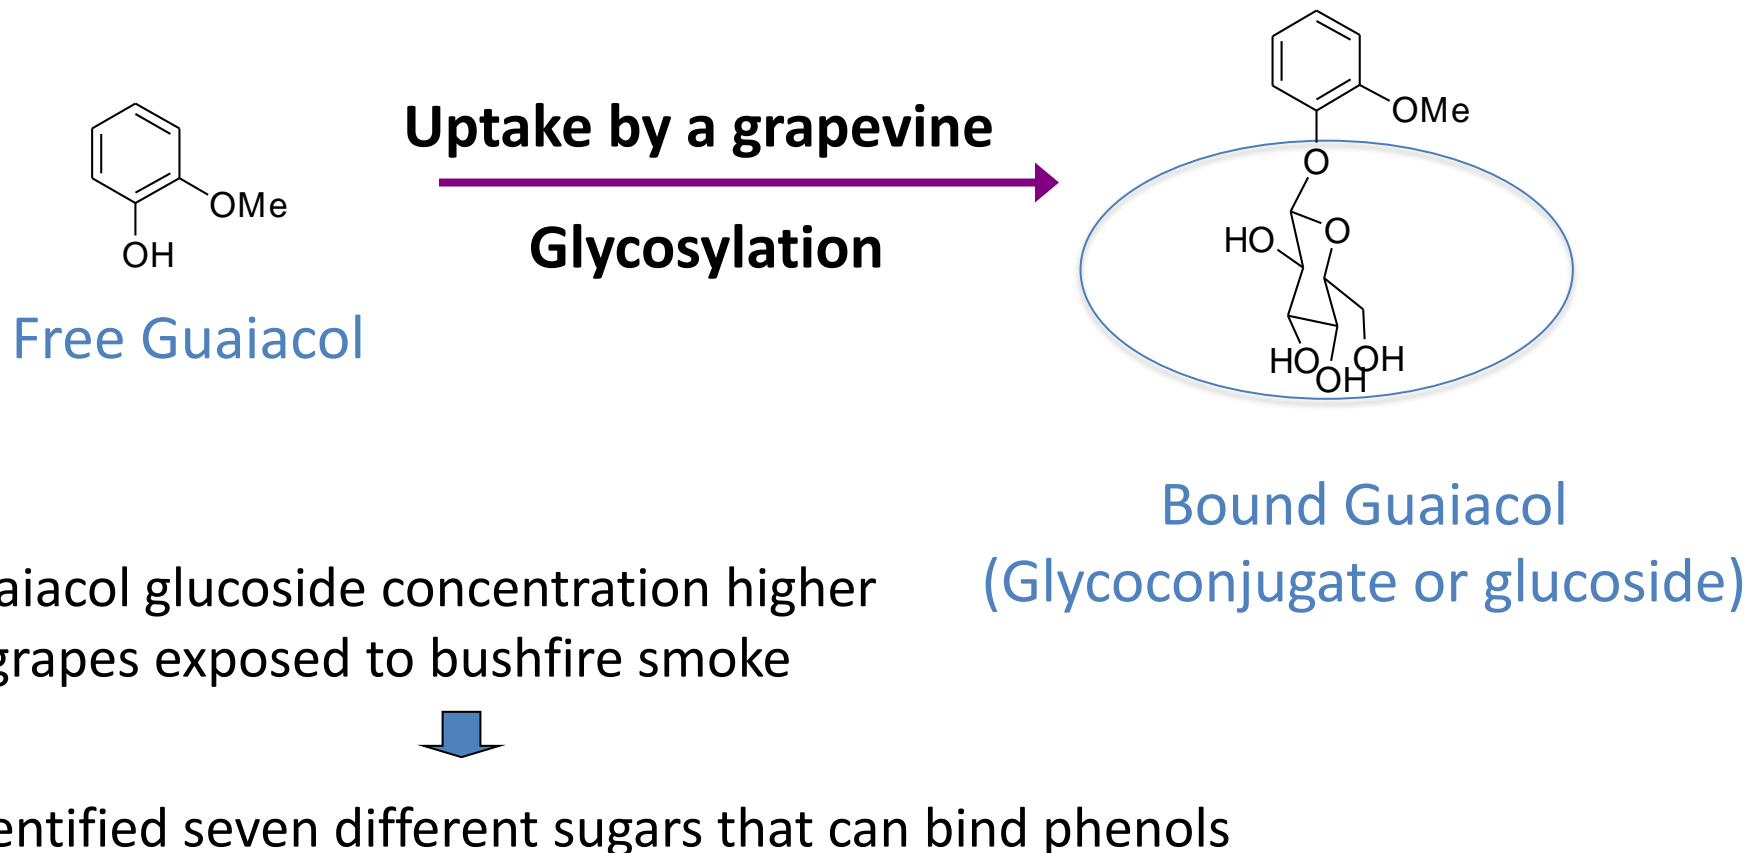 OMe
OH
Free Guaiacol
Uptake by a grapevine
Glycosylation
OMe
O
O
HO
HO
OH
OH
Bound Guaiacol
(Glycoconjugate or glucoside)
aiacol glucoside concentration higher
grapes exposed to bushfire smoke
entified seven different sugars that can bind phenols